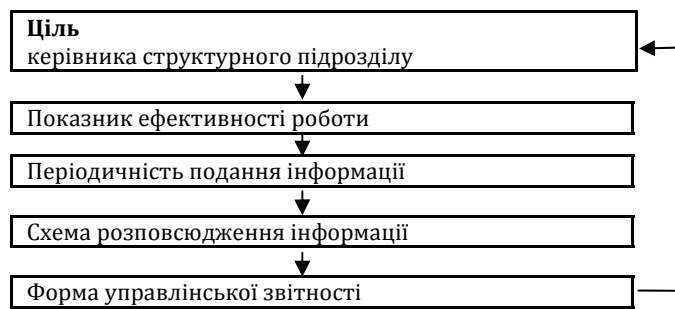 Ціль
керівника структурного підрозділу
Показник ефективності роботи
Періодичність подання інформації
Схема розповсюдження інформації
Форма управлінської звітності